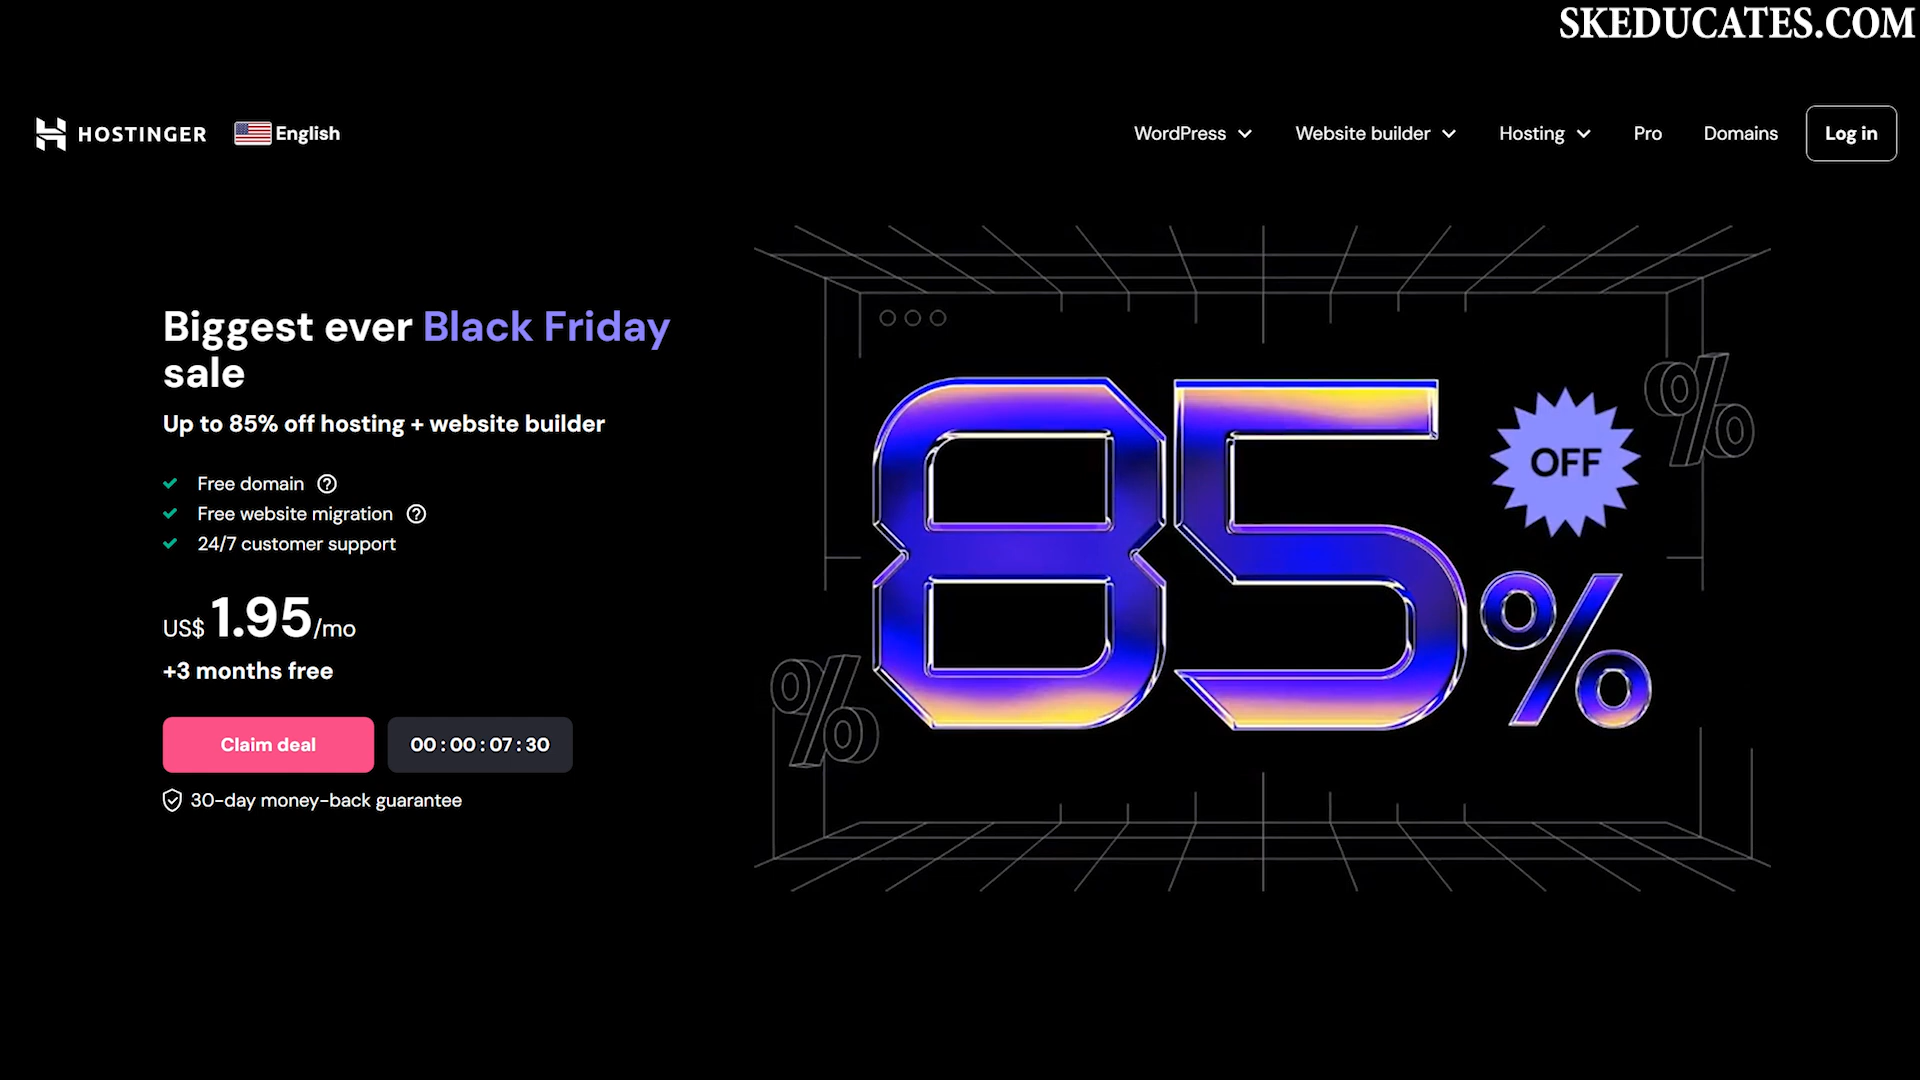 SKEDUCATES.COM
HOSTINGER English WordPress Website builder Hosting Pro Domains Log in
Biggest ever Black Friday
sale
Up to 85% off hosting + website builder
Free domain
Free website migration
24/7 customer support
US$ 1.95/mo
+3 months free
Claim deal 00 : 00 : 07 : 30
30-day money-back guarantee
85%
OFF
%
%